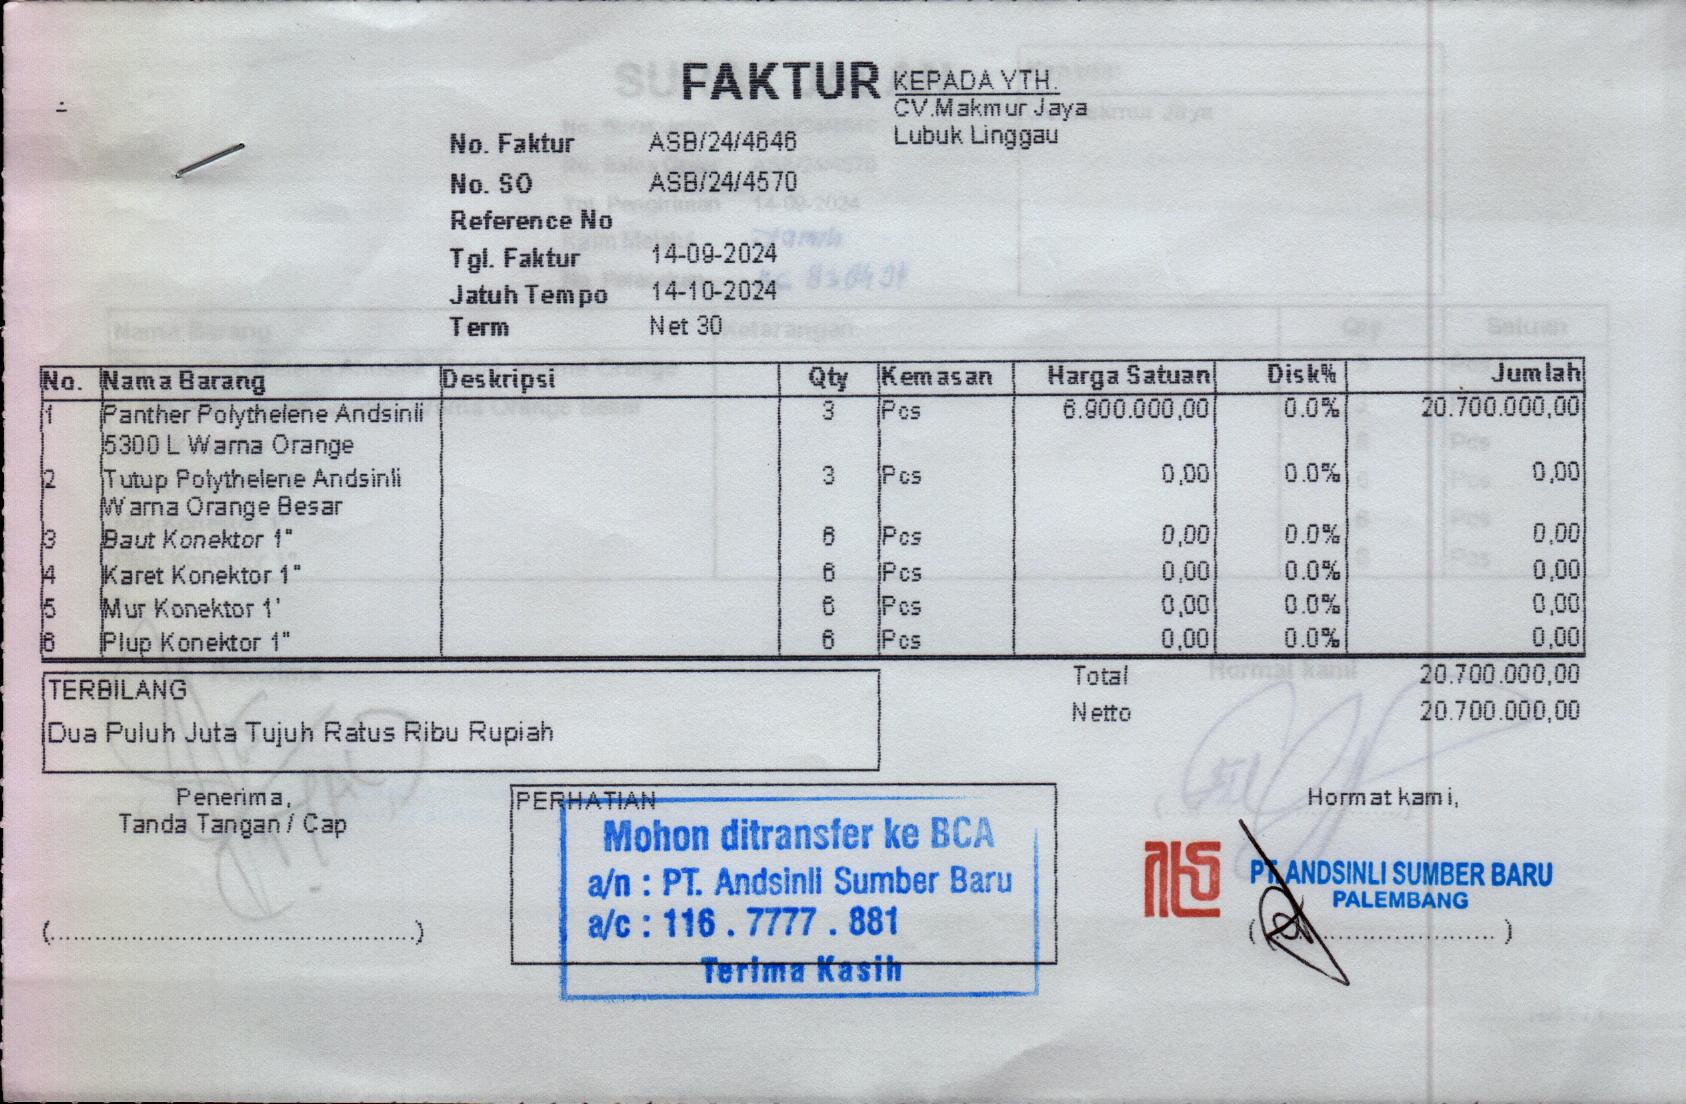 FAKTUR
KEPADA YTH.
CV.Makmur Jaya
Lubuk Linggau
No. Faktur ASB/24/4646
No. SO ASB/24/4570
Reference No
Tgl. Faktur 14-09-2024
Jatuh Tempo 14-10-2024
Term Net 30
No. Nama Barang Deskripsi Qty Kemasan Harga Satuan Disk% Jumlah
1 Panther Polythelene Andsinli 3 Pcs 6.900.000,00 0.0% 20.700.000,00
5300 L Warna Orange
2 Tutup Polythelene Andsinli 3 Pcs 0,00 0.0% 0,00
Warna Orange Besar
3 Baut Konektor 1" 6 Pcs 0,00 0.0% 0,00
4 Karet Konektor 1" 6 Pcs 0,00 0.0% 0,00
5 Mur Konektor 1' 6 Pcs 0,00 0.0% 0,00
6 Plup Konektor 1" 6 Pcs 0,00 0.0% 0,00
Total 20.700.000,00
Netto 20.700.000,00
TERBILANG
Dua Puluh Juta Tujuh Ratus Ribu Rupiah
Penerima,
Tanda Tangan / Cap
(...............................................)
PERHATIAN
Mohon ditransfer ke BCA
a/n : PT. Andsinli Sumber Baru
a/c : 116 . 7777 . 881
Terima Kasih
Hormat kami,
PT. ANDSINLI SUMBER BARU
PALEMBANG
(................................)